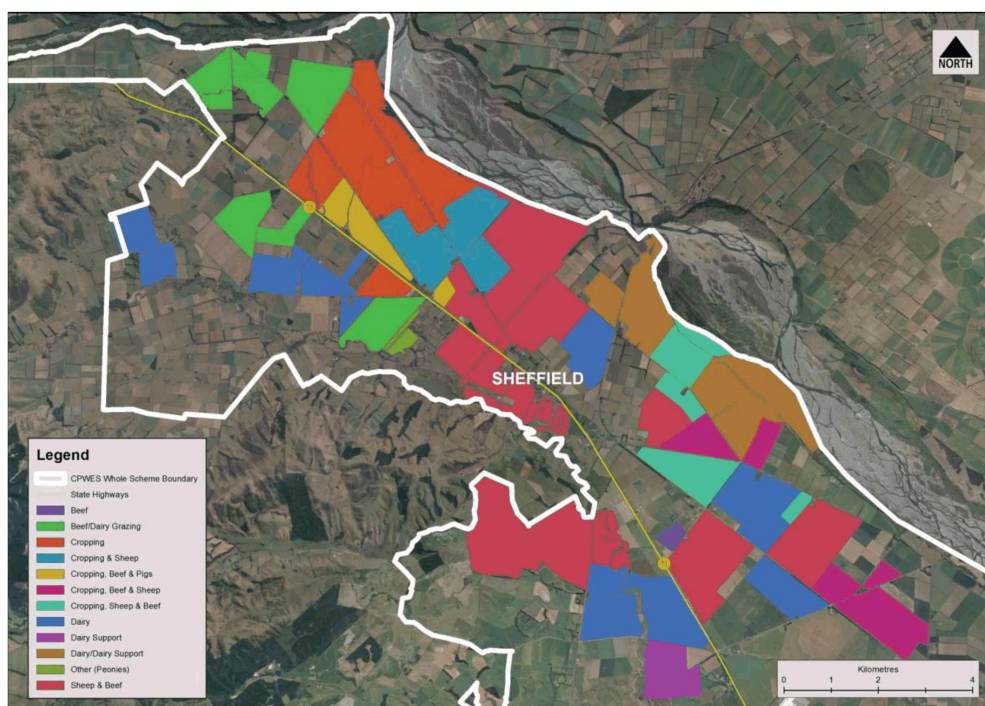 NORTH
SHEFFIELD
Legend
CPWES Whole Scheme Boundary
State Highways
Beef
Beef/Dairy Grazing
Cropping
Cropping & Sheep
Cropping, Beef & Pigs
Cropping, Beef & Sheep
Cropping, Sheep & Beef
Dairy
Dairy Support
Dairy/Dairy Support
Other (Peonies)
Sheep & Beef
Kilometres
0 1 2 4